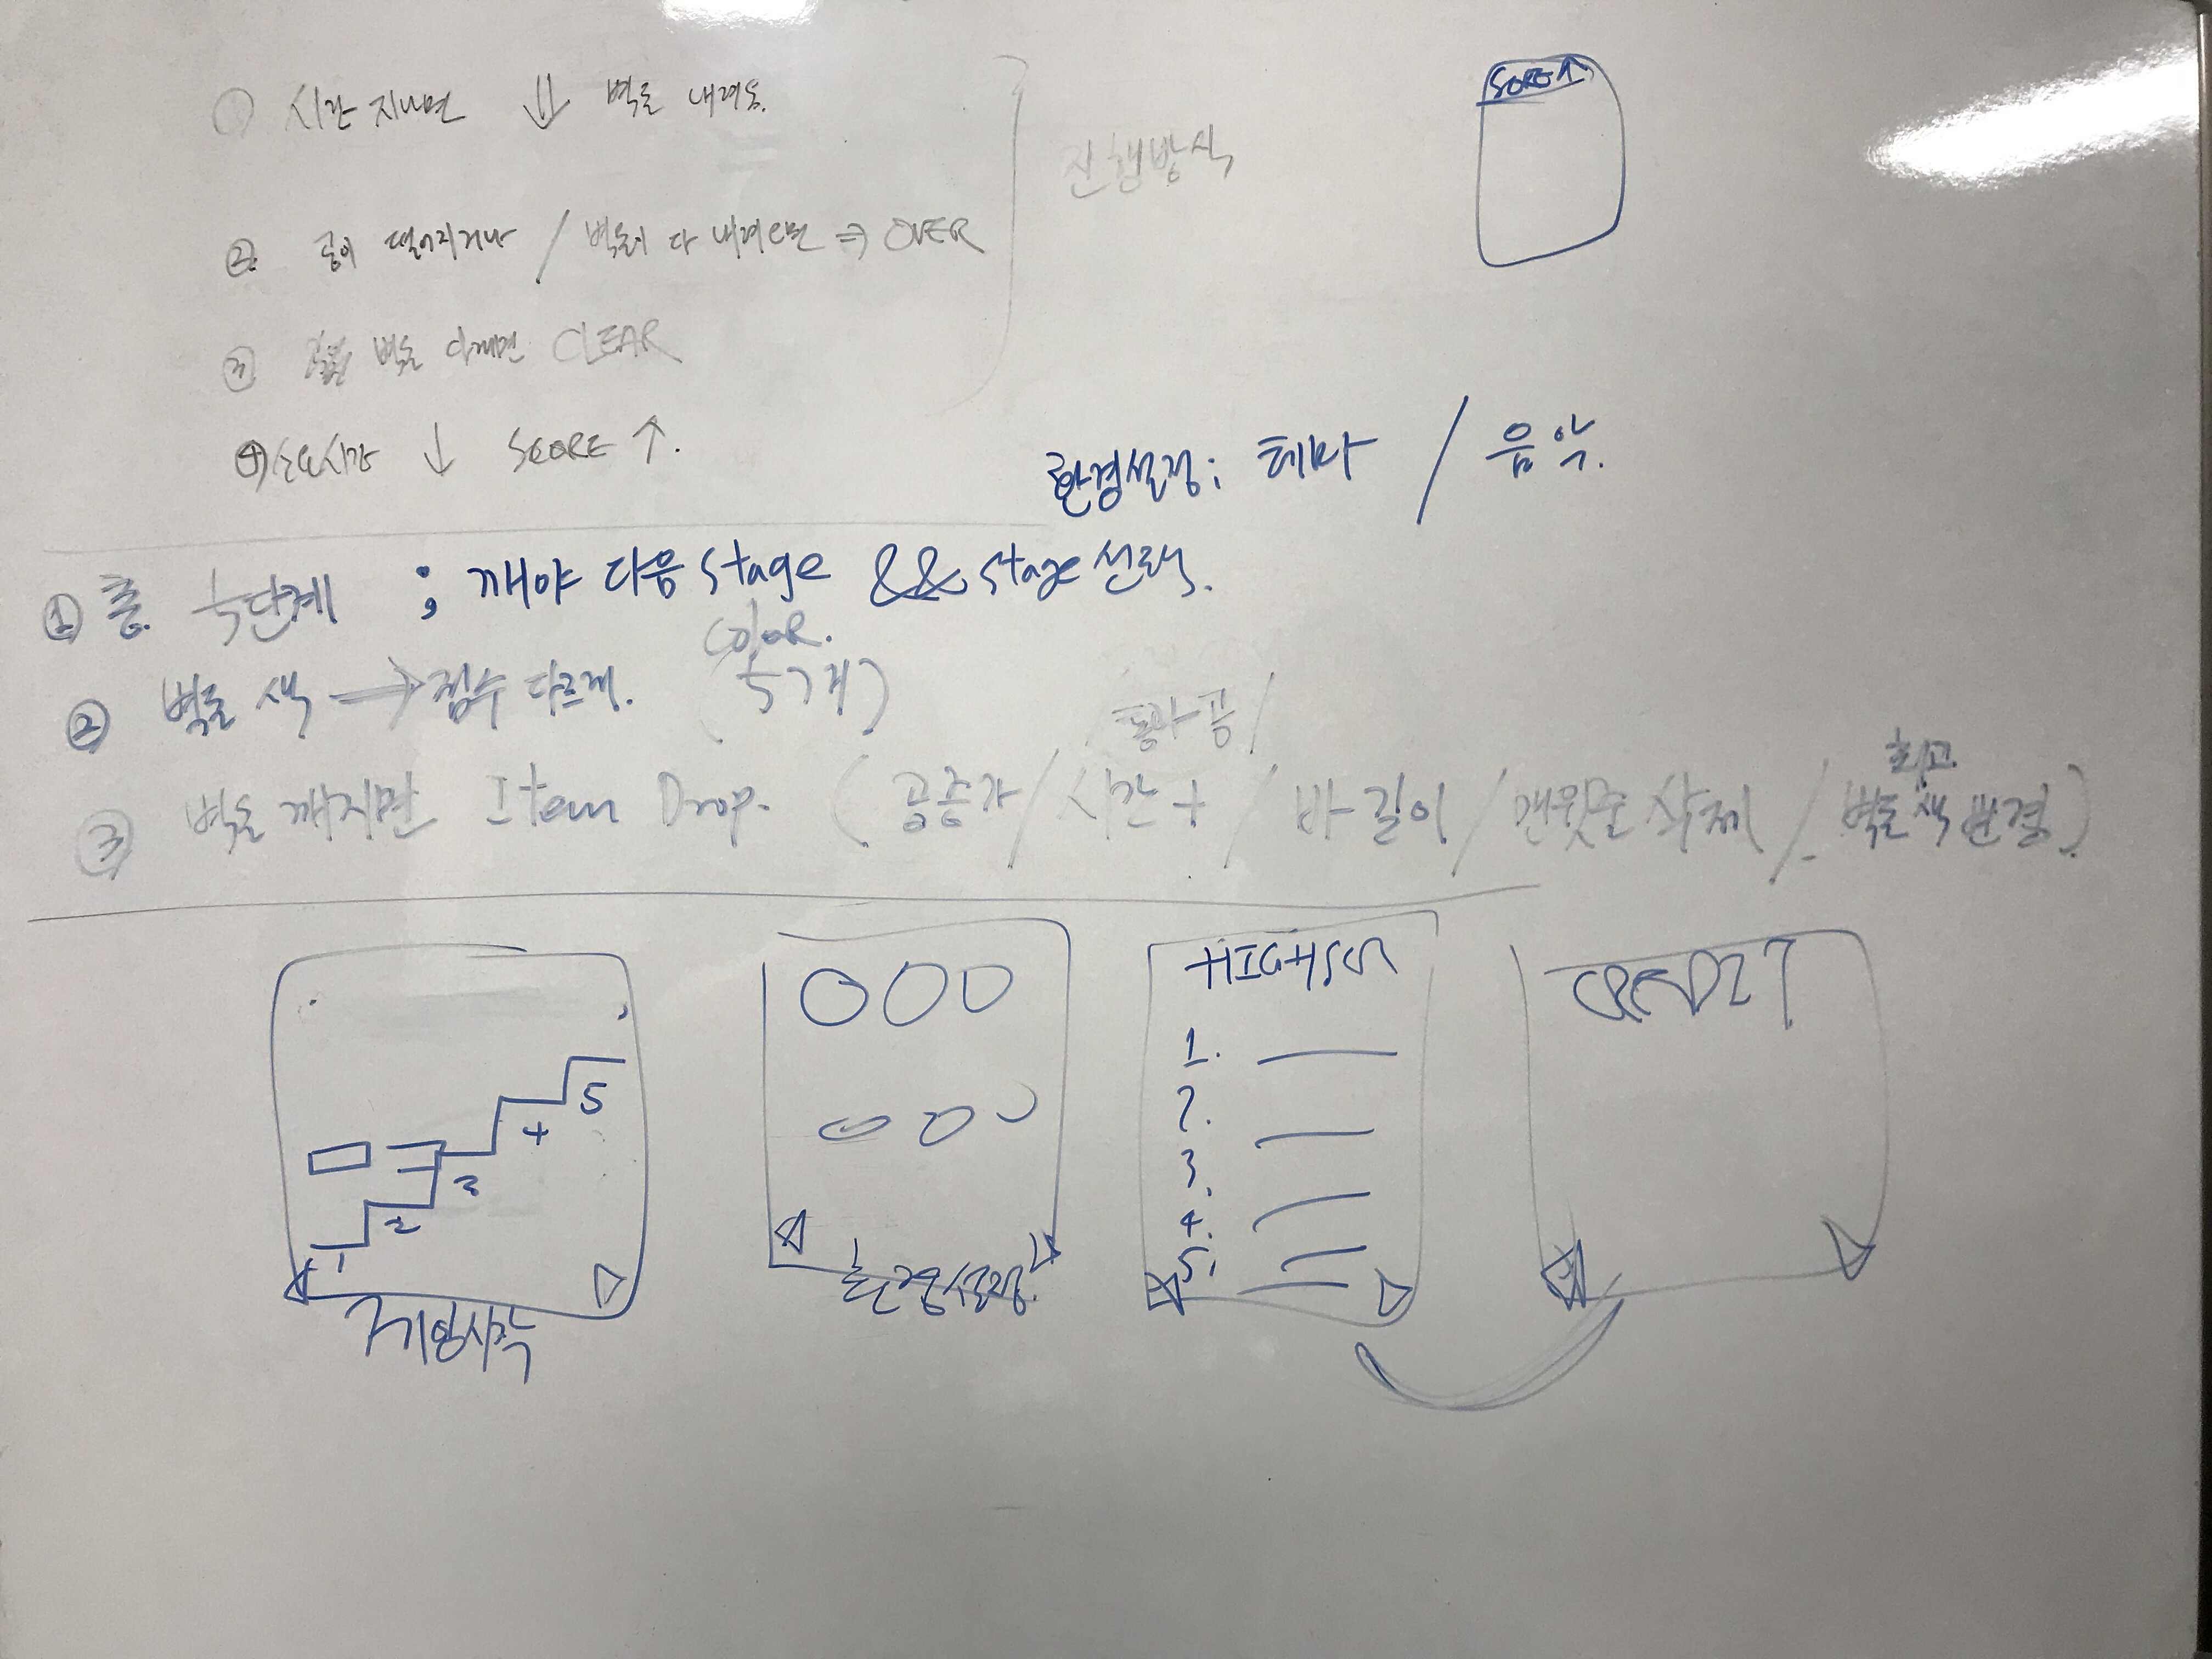 ① 시간 지나면 ⇓ 벽돌 내려옴.
진행방식
SCORE↑
② 공이 떨어지거나 / 벽돌이 다 내려오면 ⇒ OVER
③ 벽돌 다깨면 CLEAR
④ 소요시간 ↓ SCORE ↑.
환경설정; 테마 / 음악.
① 총 5단계 ; 깨야 다음 stage && stage 선택.
② 벽돌 색 → 점수 다르게. (5가지)
COlOR.
③ 벽돌 깨지면 Item Drop. (공증가 / 시간+ / 바 길이 / 맨윗줄 삭제 / 벽돌 색 변경)
통과공 /
최고
1 2 3 4 5
게임시작
환경설정.
HIGHSCR
1.
2.
3.
4.
5.
CREDIT